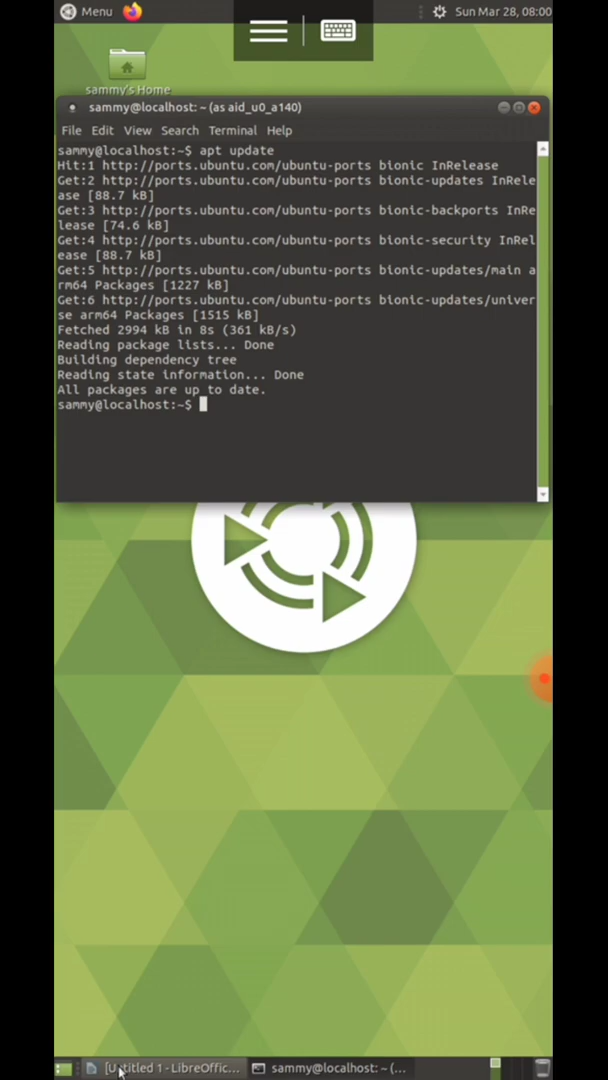 Menu
Sun Mar 28, 08:00
sammy's Home
sammy@localhost: ~ (as aid_u0_a140)
File Edit View Search Terminal Help
sammy@localhost:~$ apt update
Hit:1 http://ports.ubuntu.com/ubuntu-ports bionic InRelease
Get:2 http://ports.ubuntu.com/ubuntu-ports bionic-updates InRele
ase [88.7 kB]
Get:3 http://ports.ubuntu.com/ubuntu-ports bionic-backports InRe
lease [74.6 kB]
Get:4 http://ports.ubuntu.com/ubuntu-ports bionic-security InRel
ease [88.7 kB]
Get:5 http://ports.ubuntu.com/ubuntu-ports bionic-updates/main a
rm64 Packages [1227 kB]
Get:6 http://ports.ubuntu.com/ubuntu-ports bionic-updates/univer
se arm64 Packages [1515 kB]
Fetched 2994 kB in 8s (361 kB/s)
Reading package lists... Done
Building dependency tree
Reading state information... Done
All packages are up to date.
sammy@localhost:~$
[Untitled 1 - LibreOffic... sammy@localhost: ~ (...